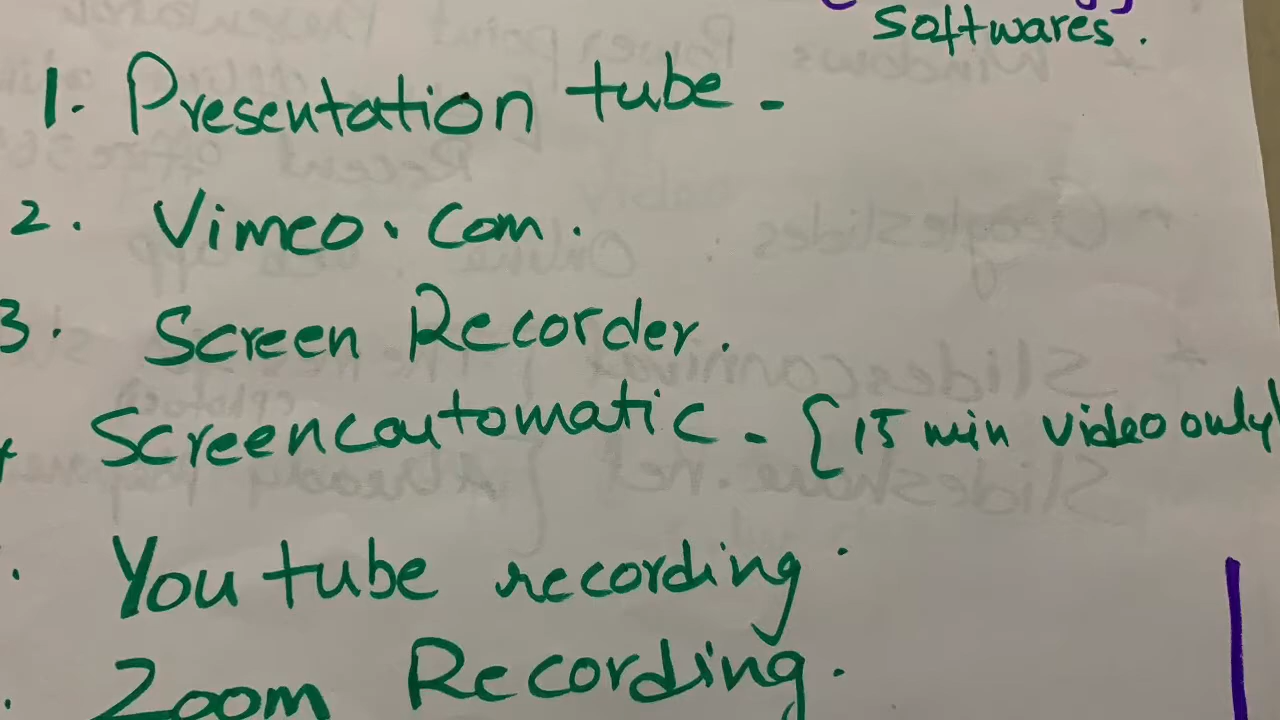 softwares.
1. Presentation tube -
2. Vimeo.com.
3. Screen Recorder.
Screencautomatic - {15 min video only}
You tube recording.
Zoom Recording.